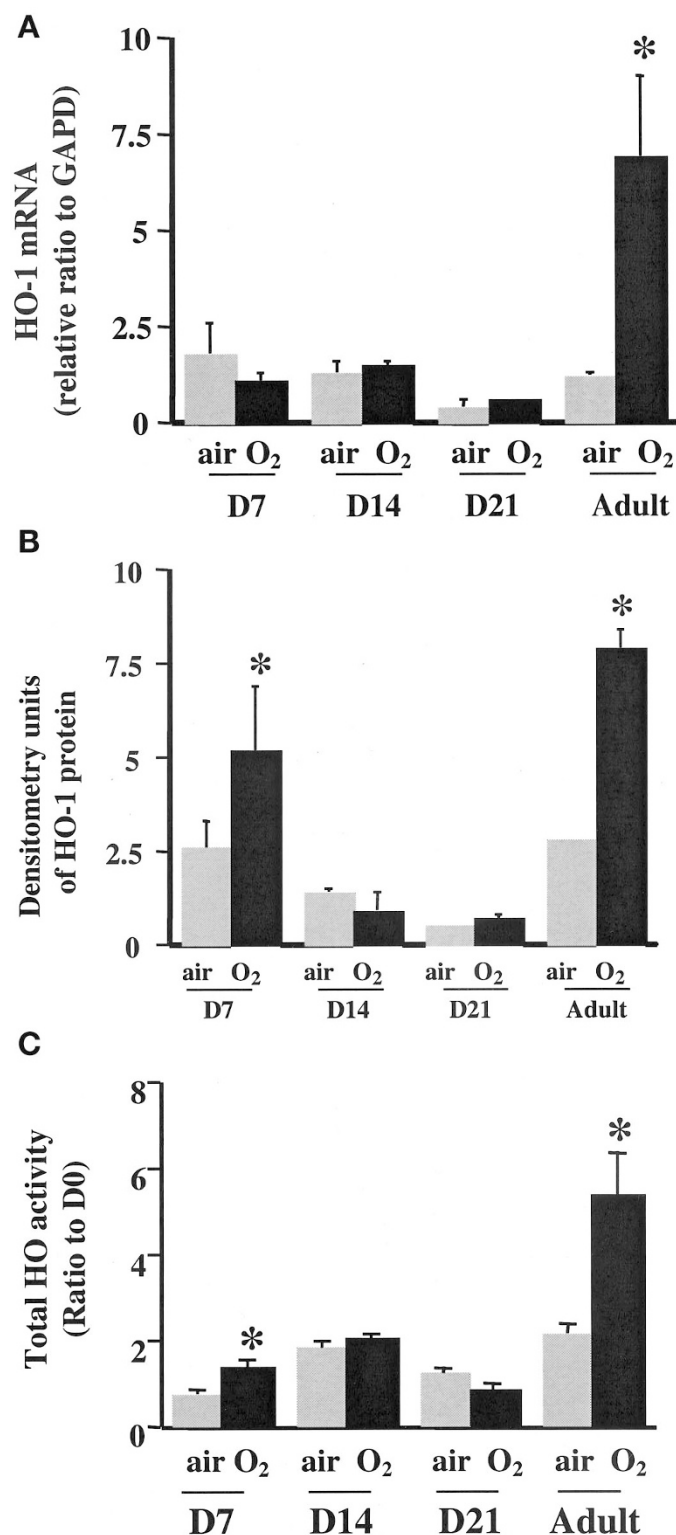 A
HO-1 mRNA
(relative ratio to GAPD)
10
7.5
5
2.5
0
*
air O₂ air O₂ air O₂ air O₂
D7 D14 D21 Adult
B
Densitometry units
of HO-1 protein
10
7.5
5
2.5
0
* *
air O₂ air O₂ air O₂ air O₂
D7 D14 D21 Adult
C
Total HO activity
(Ratio to D0)
8
6
4
2
0
* *
air O₂ air O₂ air O₂ air O₂
D7 D14 D21 Adult